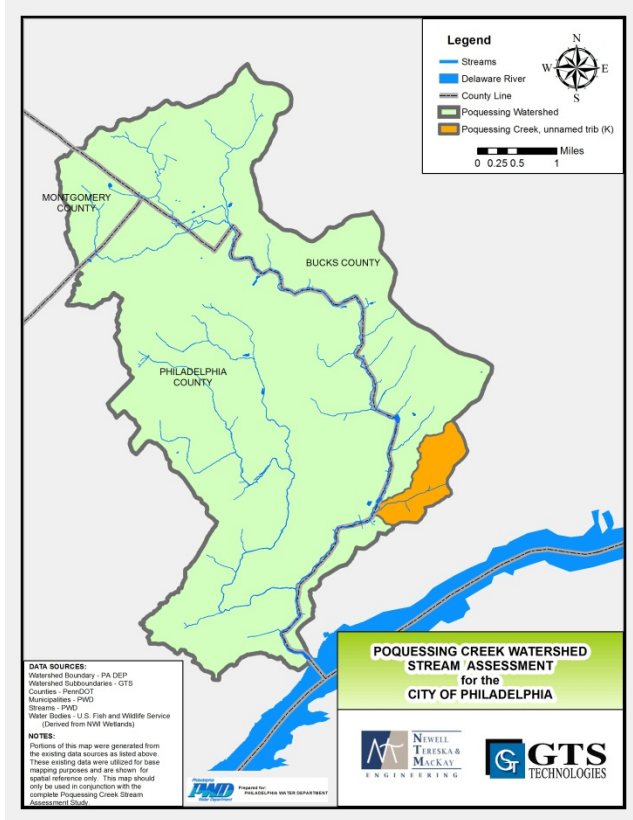 Legend
N
W
E
S
Streams
Delaware River
County Line
Poquessing Watershed
Poquessing Creek, unnamed trib (K)
Miles
0 0.25 0.5 1
MONTGOMERY
COUNTY
BUCKS COUNTY
PHILADELPHIA
COUNTY
DATA SOURCES:
Watershed Boundary - PA DEP
Watershed Subboundaries - GTS
Counties - PennDOT
Municipalities - PWD
Streams - PWD
Water Bodies - U.S. Fish and Wildlife Service
(Derived from NWI Wetlands)
NOTES:
Portions of this map were generated from
the existing data sources as listed above.
These existing data were utilized for base
mapping purposes and are shown for
spatial reference only. This map should
only be used in conjunction with the
complete Poquessing Creek Stream
Assessment Study.
Philadelphia
PWD
Water Department
Prepared for:
PHILADELPHIA WATER DEPARTMENT
POQUESSING CREEK WATERSHED
STREAM ASSESSMENT
for the
CITY OF PHILADELPHIA
NT
NEWELL
TERESKA &
MACKAY
ENGINEERING
GTS
TECHNOLOGIES